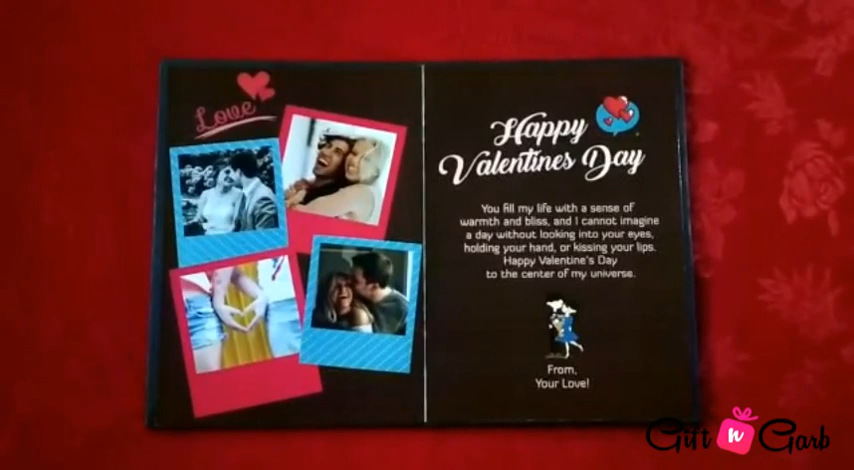 Love
Happy
Valentines Day
You fill my life with a sense of
warmth and bliss, and I cannot imagine
a day without looking into your eyes,
holding your hand, or kissing your lips.
Happy Valentine's Day
to the center of my universe.
From,
Your Love!
Gift n Garb